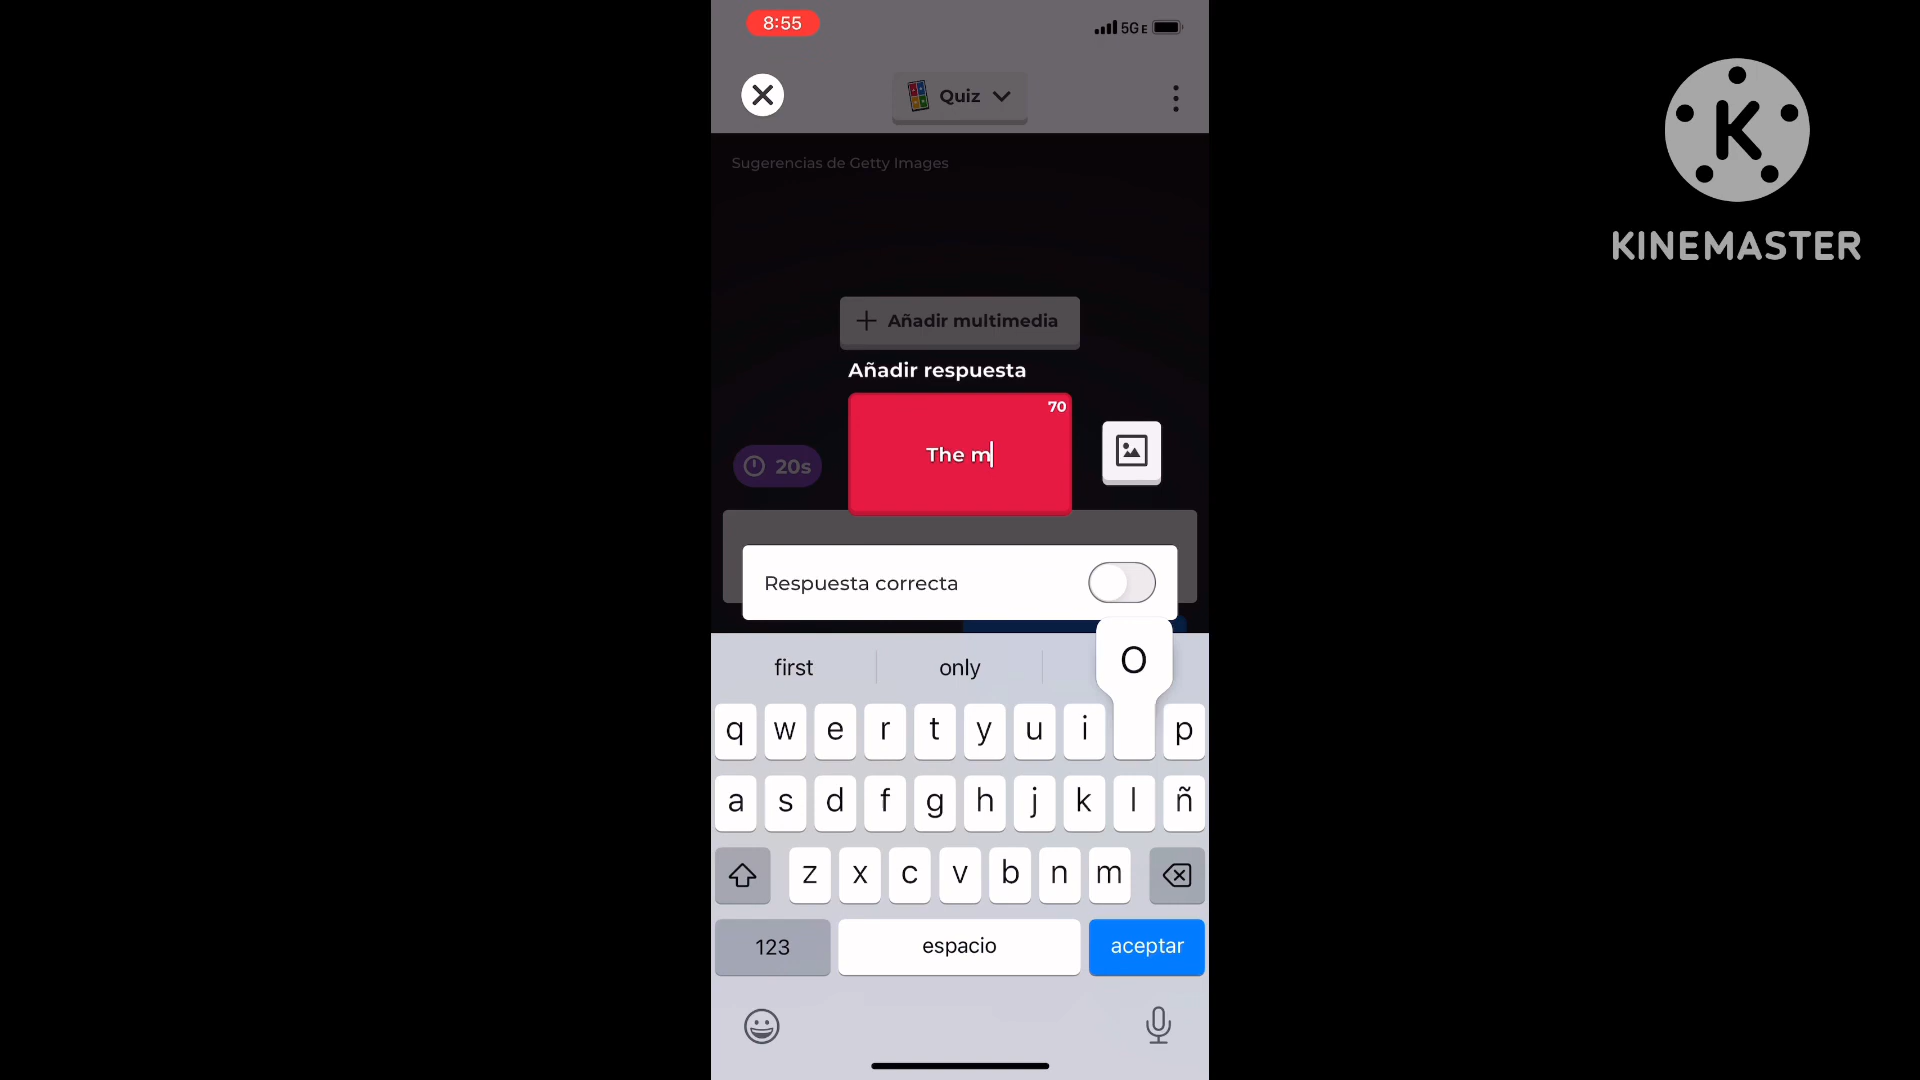 8:55
5GE
Quiz
Sugerencias de Getty Images
Añadir multimedia
Añadir respuesta
70
The m
20s
Respuesta correcta
first
only
O
q w e r t y u i p
a s d f g h j k l ñ
z x c v b n m
123
espacio
aceptar
K
KINEMASTER